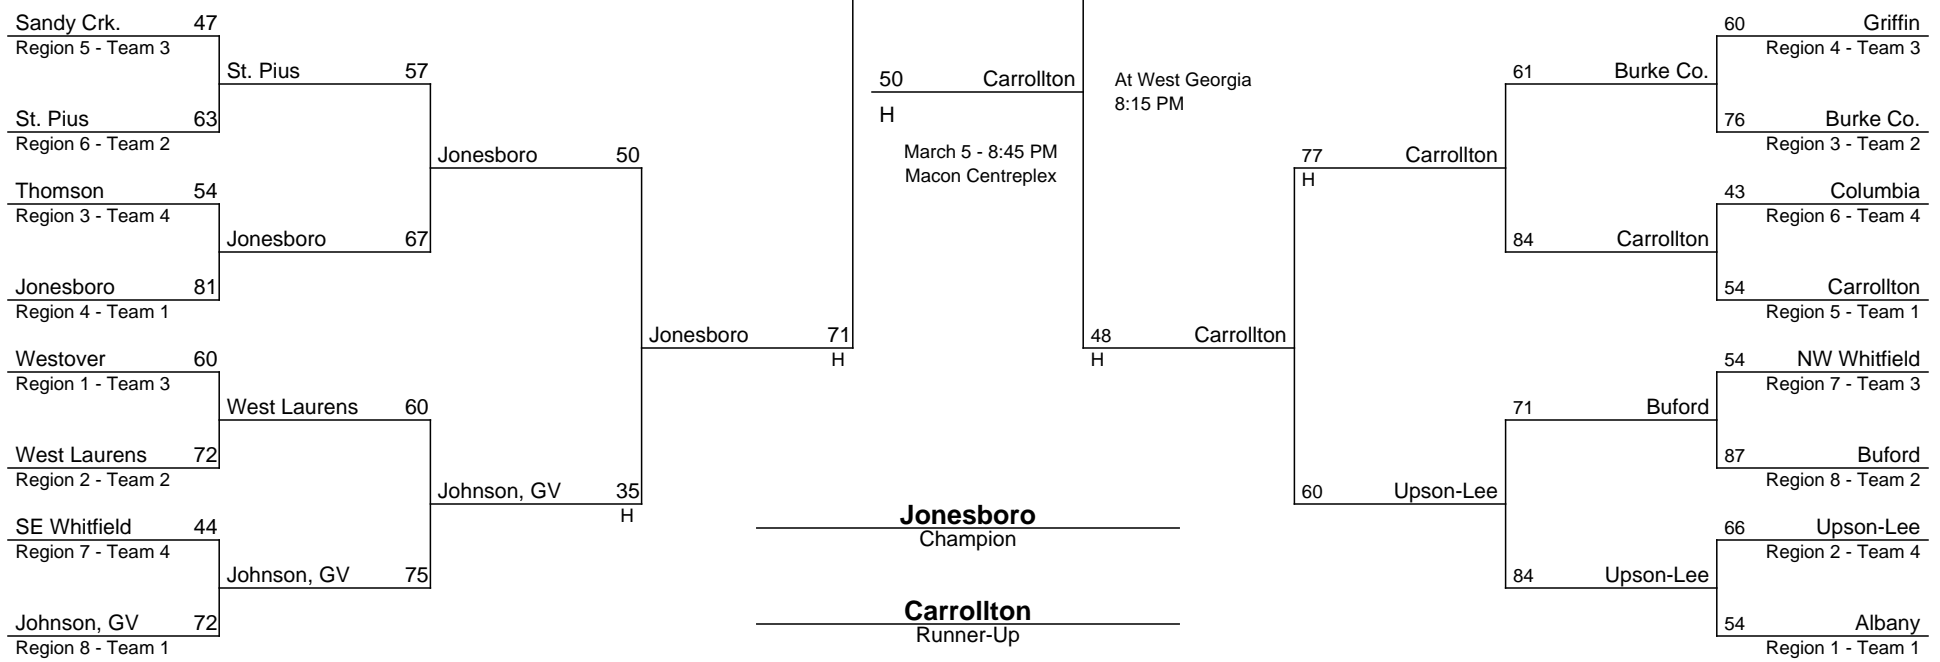 Sandy Crk. 47
Region 5 - Team 3
St. Pius 57
St. Pius 63
Region 6 - Team 2
Jonesboro 50
Thomson 54
Region 3 - Team 4
Jonesboro 67
Jonesboro 81
Region 4 - Team 1
Jonesboro 71
H
Westover 60
Region 1 - Team 3
West Laurens 60
West Laurens 72
Region 2 - Team 2
Johnson, GV 35
H
SE Whitfield 44
Region 7 - Team 4
Johnson, GV 75
Johnson, GV 72
Region 8 - Team 1
50 Carrollton
H
At West Georgia
8:15 PM
March 5 - 8:45 PM
Macon Centreplex
48 Carrollton
H
Jonesboro
Champion
Carrollton
Runner-Up
60 Griffin
Region 4 - Team 3
61 Burke Co.
76 Burke Co.
Region 3 - Team 2
77 Carrollton
H
43 Columbia
Region 6 - Team 4
84 Carrollton
54 Carrollton
Region 5 - Team 1
54 NW Whitfield
Region 7 - Team 3
71 Buford
87 Buford
Region 8 - Team 2
60 Upson-Lee
66 Upson-Lee
Region 2 - Team 4
84 Upson-Lee
54 Albany
Region 1 - Team 1